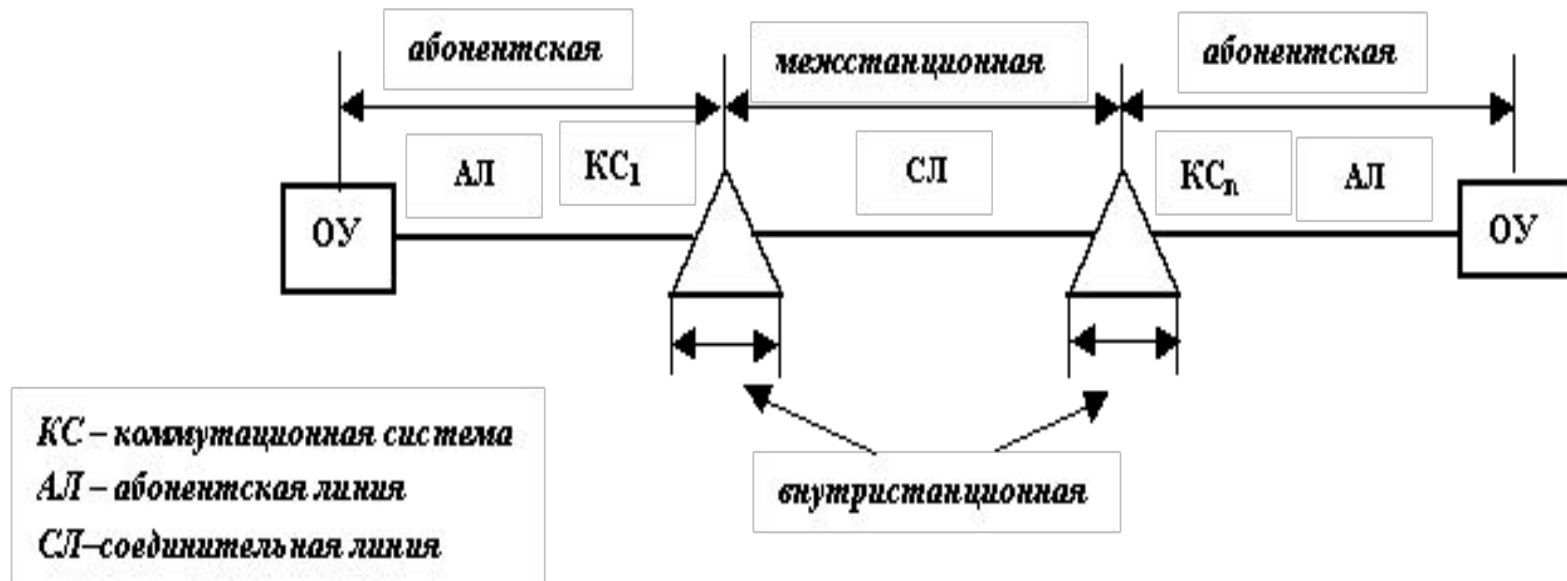 абонентская
межстанционная
абонентская
АЛ
КС1
СЛ
КСn
АЛ
ОУ
ОУ
КС – коммутационная система
АЛ – абонентская линия
СЛ–соединительная линия
внутристанционная